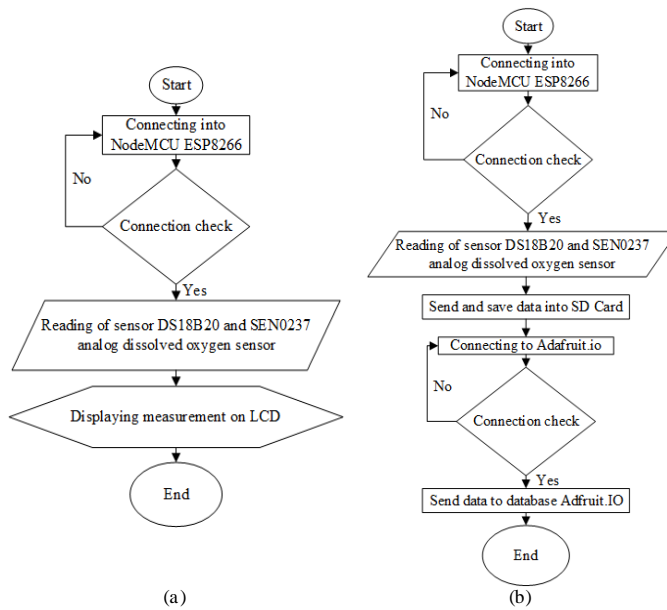 Start
Connecting into
NodeMCU ESP8266
No
Connection check
Yes
Reading of sensor DS18B20 and SEN0237
analog dissolved oxygen sensor
Displaying measurement on LCD
End
(a)
Start
Connecting into
NodeMCU ESP8266
No
Connection check
Yes
Reading of sensor DS18B20 and SEN0237
analog dissolved oxygen sensor
Send and save data into SD Card
Connecting to Adafruit.io
No
Connection check
Yes
Send data to database Adfruit.IO
End
(b)